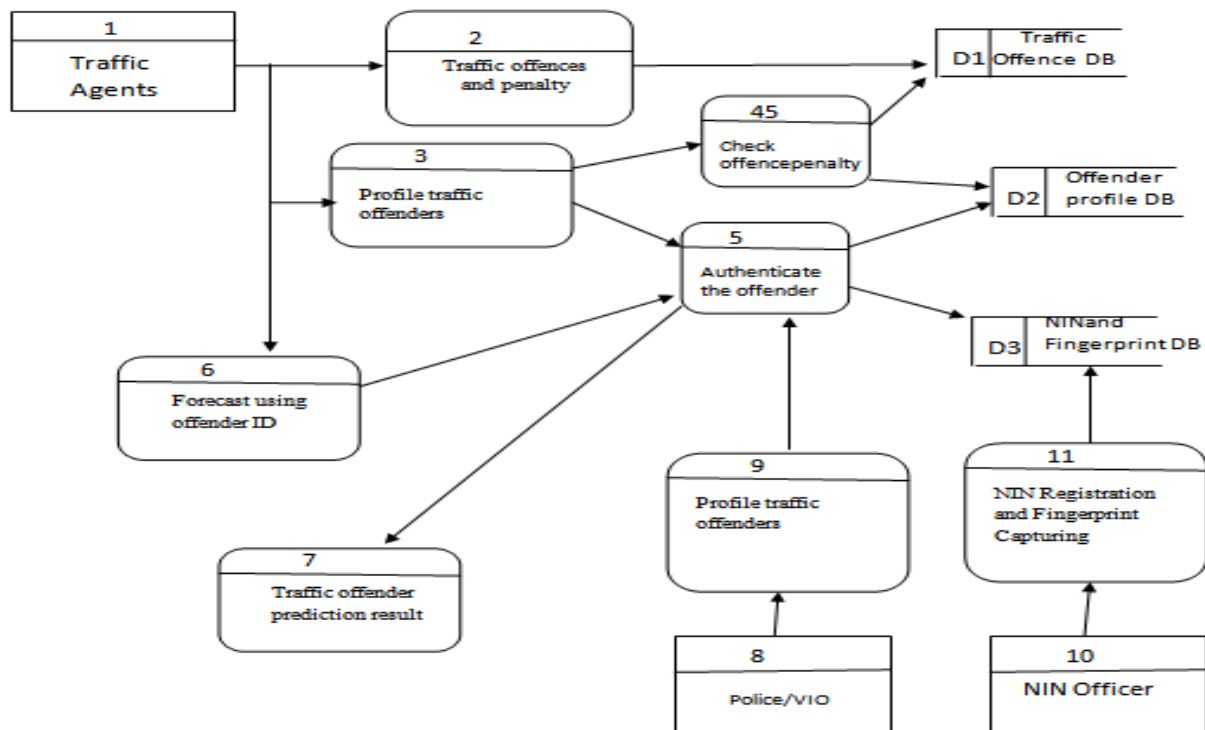 1
Traffic
Agents
2
Traffic offences
and penalty
D1
Traffic
Offence DB
45
Check
offencepenalty
3
Profile traffic
offenders
D2
Offender
profile DB
5
Authenticate
the offender
D3
NINand
Fingerprint DB
6
Forecast using
offender ID
9
Profile traffic
offenders
11
NIN Registration
and Fingerprint
Capturing
7
Traffic offender
prediction result
8
Police/VIO
10
NIN Officer